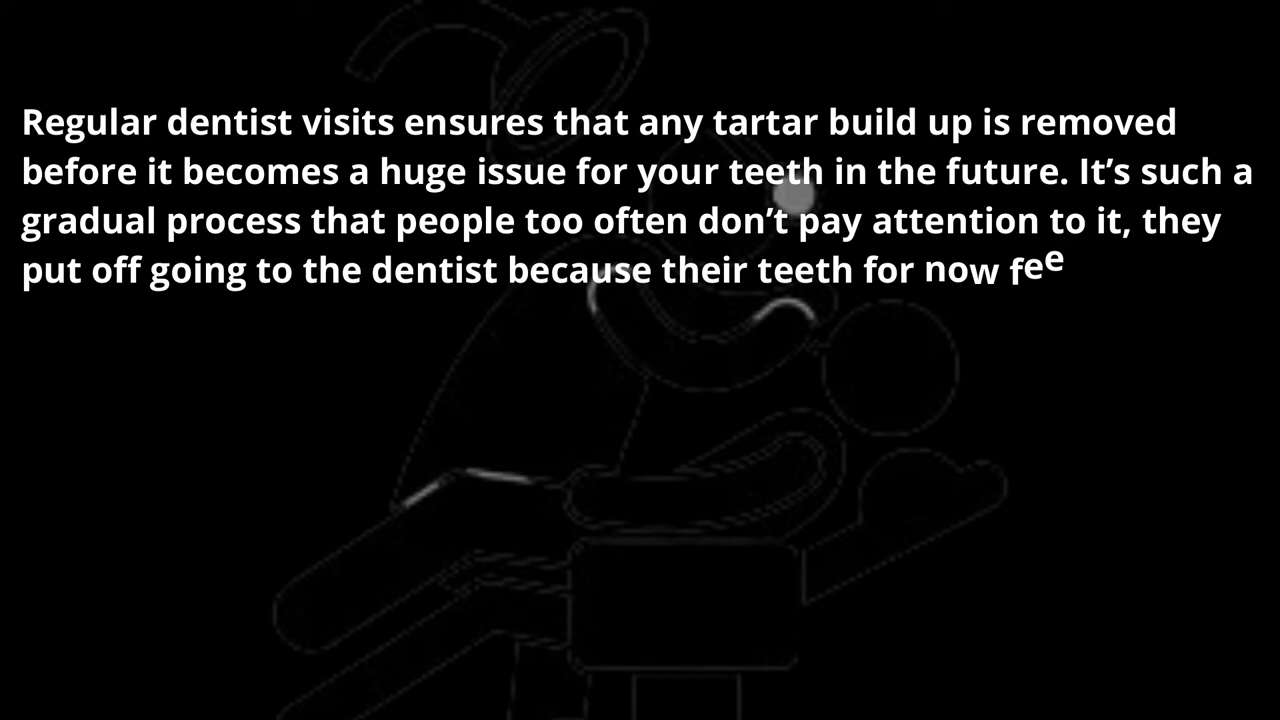 Regular dentist visits ensures that any tartar build up is removed
before it becomes a huge issue for your teeth in the future. It’s such a
gradual process that people too often don’t pay attention to it, they
put off going to the dentist because their teeth for now fee